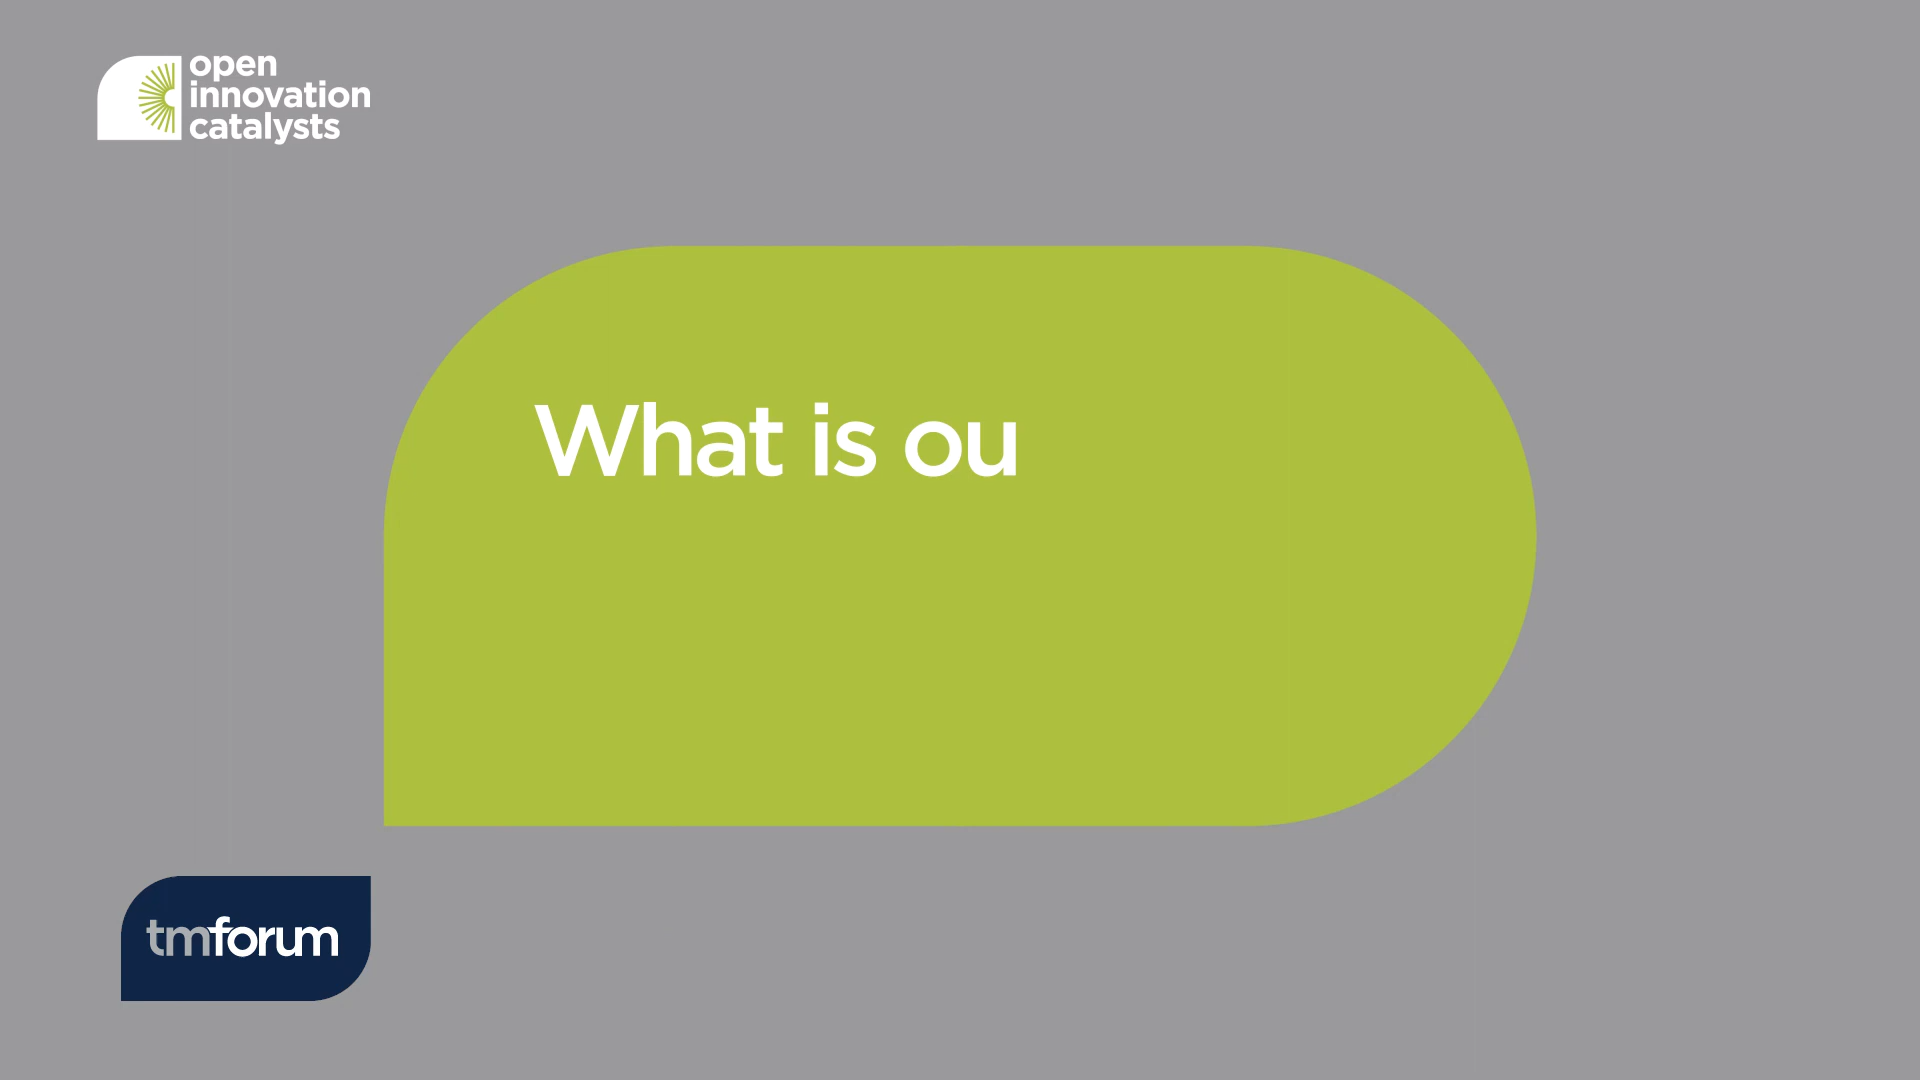 open
innovation
catalysts
What is ou
tmforum